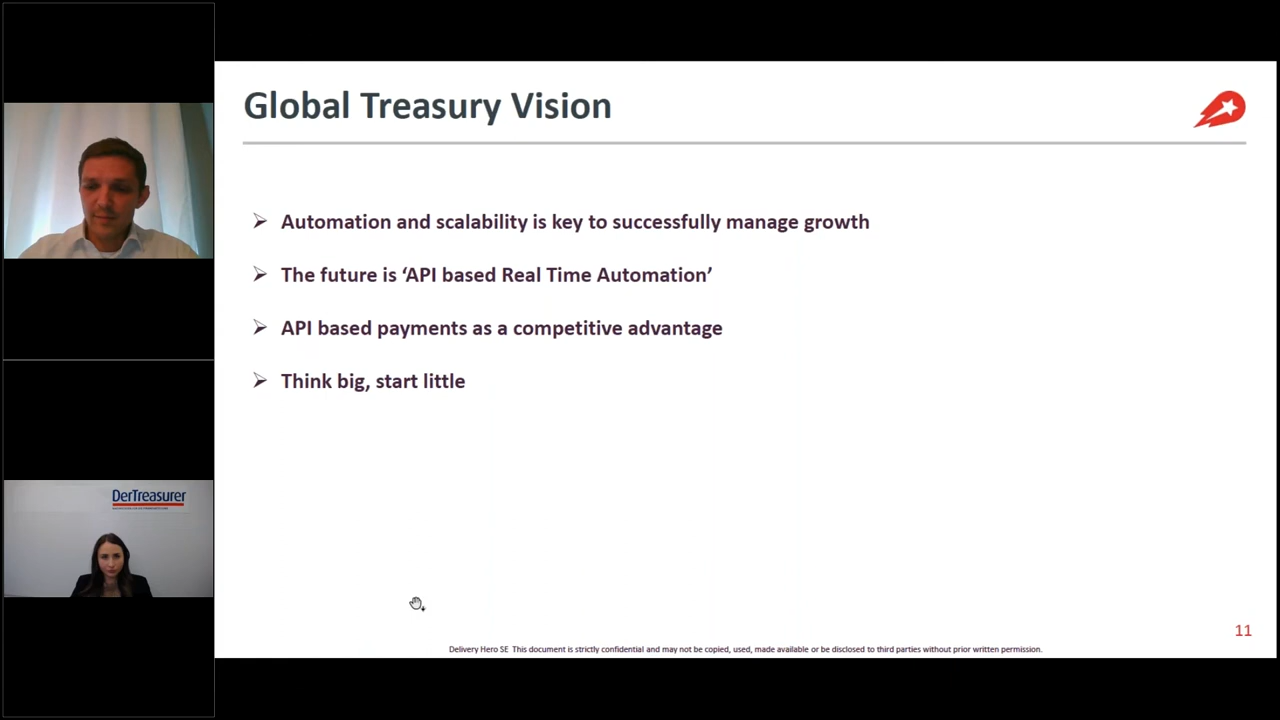 Global Treasury Vision
Automation and scalability is key to successfully manage growth
The future is ‘API based Real Time Automation’
API based payments as a competitive advantage
Think big, start little
DerTreasurer
11
Delivery Hero SE This document is strictly confidential and may not be copied, used, made available or be disclosed to third parties without prior written permission.